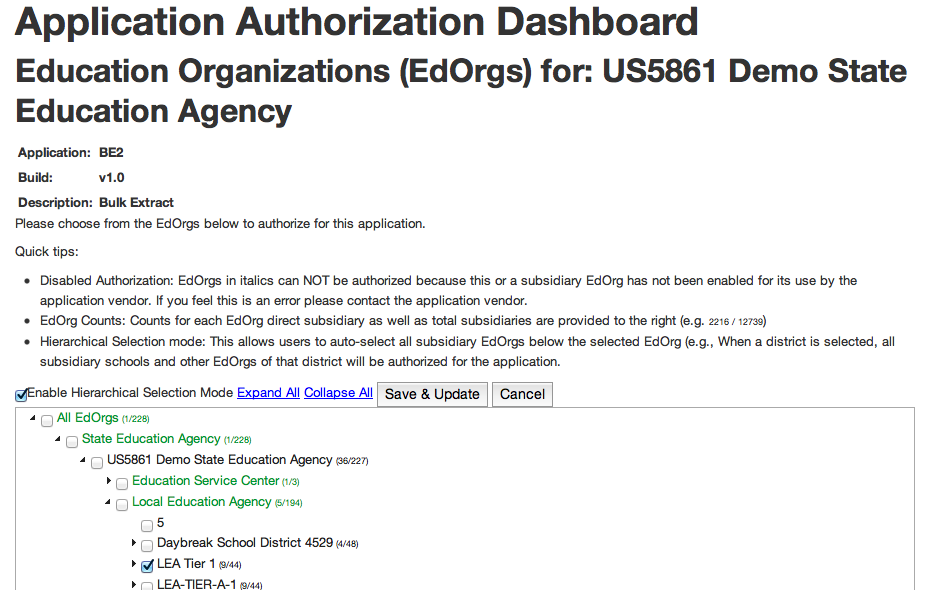 Application Authorization Dashboard
Education Organizations (EdOrgs) for: US5861 Demo State
Education Agency
Application: BE2
Build: v1.0
Description: Bulk Extract
Please choose from the EdOrgs below to authorize for this application.
Quick tips:
Disabled Authorization: EdOrgs in italics can NOT be authorized because this or a subsidiary EdOrg has not been enabled for its use by the
application vendor. If you feel this is an error please contact the application vendor.
EdOrg Counts: Counts for each EdOrg direct subsidiary as well as total subsidiaries are provided to the right (e.g. 2216 / 12739)
Hierarchical Selection mode: This allows users to auto-select all subsidiary EdOrgs below the selected EdOrg (e.g., When a district is selected, all
subsidiary schools and other EdOrgs of that district will be authorized for the application.
Enable Hierarchical Selection Mode Expand All Collapse All Save & Update Cancel
All EdOrgs (1/228)
State Education Agency (1/228)
US5861 Demo State Education Agency (36/227)
Education Service Center (1/3)
Local Education Agency (5/194)
5
Daybreak School District 4529 (4/48)
LEA Tier 1 (9/44)
LEA-TIER-A-1 (9/44)